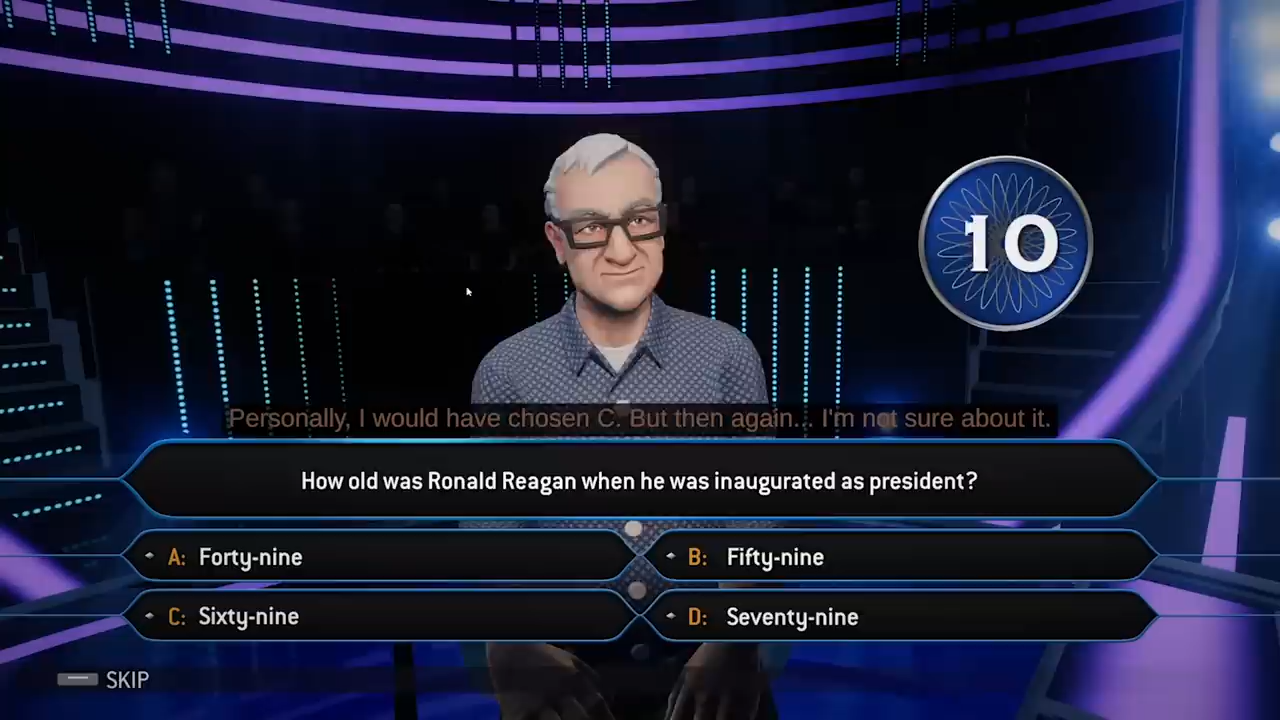 10
Personally, I would have chosen C. But then again... I'm not sure about it.
How old was Ronald Reagan when he was inaugurated as president?
A: Forty-nine
B: Fifty-nine
C: Sixty-nine
D: Seventy-nine
SKIP